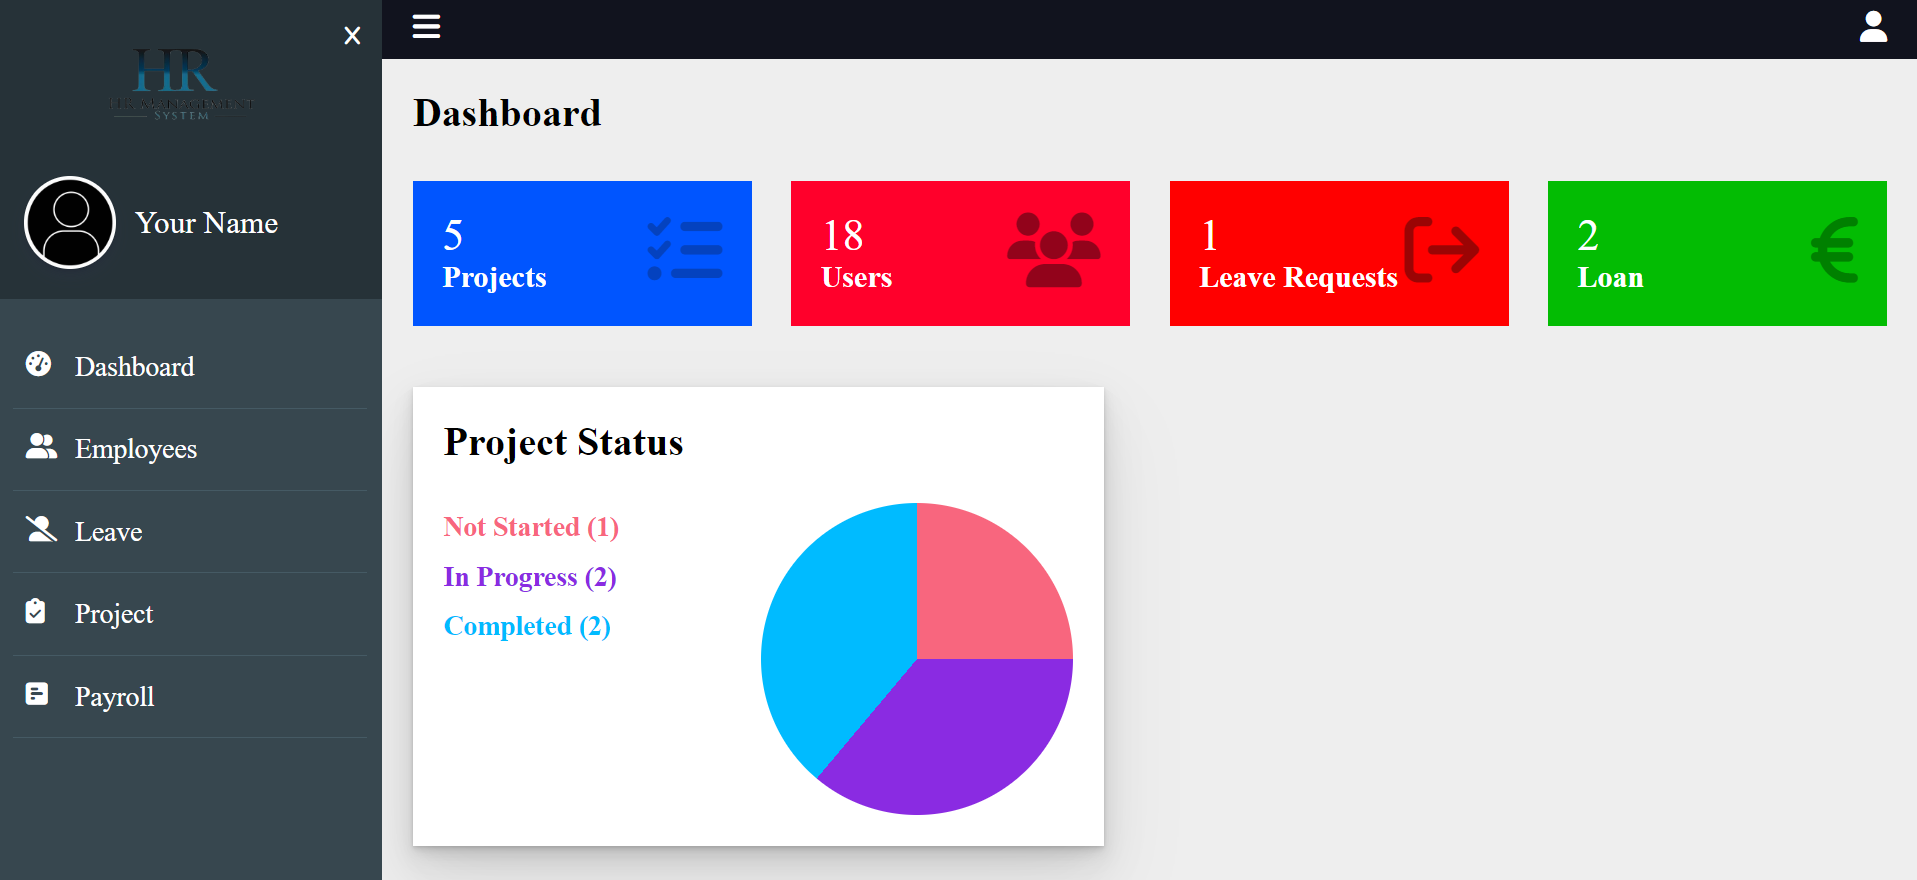 X
HR
HR MANAGEMENT
SYSTEM
Your Name
Dashboard
Employees
Leave
Project
Payroll
Dashboard
5
Projects
18
Users
1
Leave Requests
2
Loan
Project Status
Not Started (1)
In Progress (2)
Completed (2)